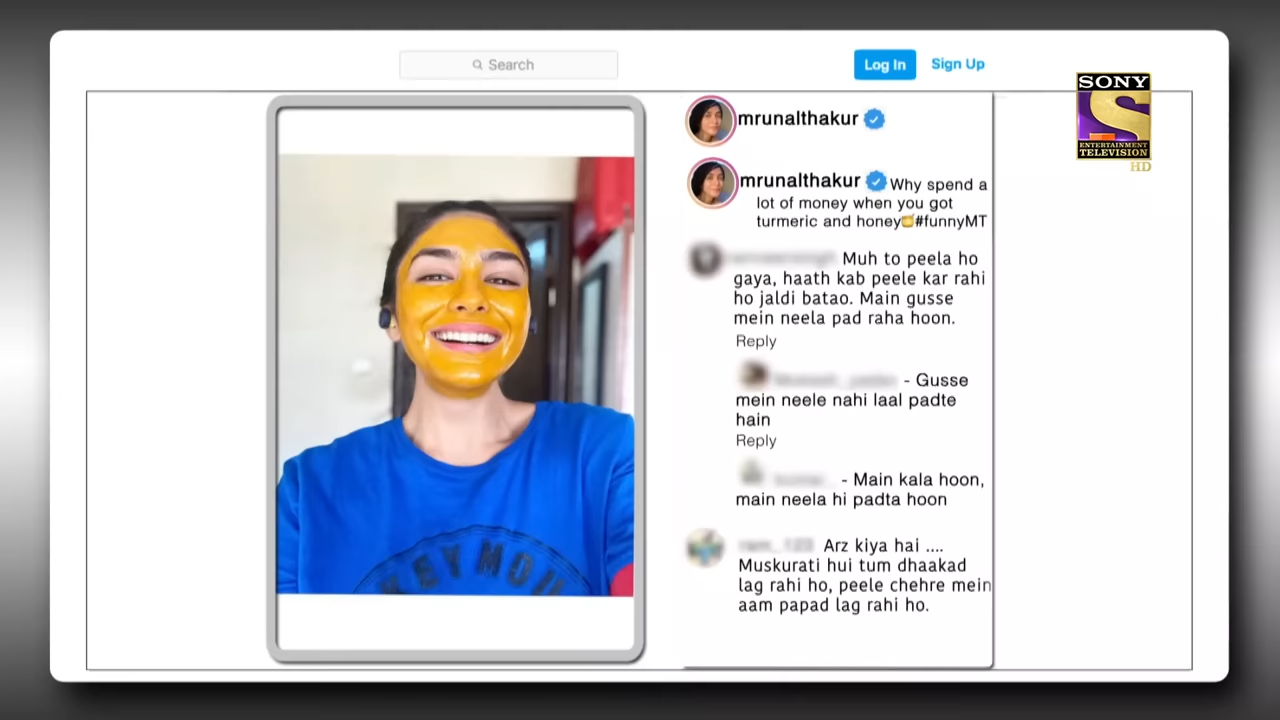 Search
Log In
Sign Up
SONY
ENTERTAINMENT
TELEVISION
HD
mrunalthakur
mrunalthakur Why spend a
lot of money when you got
turmeric and honey🍯#funnyMT
Muh to peela ho
gaya, haath kab peele kar rahi
ho jaldi batao. Main gusse
mein neela pad raha hoon.
Reply
- Gusse
mein neele nahi laal padte
hain
Reply
- Main kala hoon,
main neela hi padta hoon
Arz kiya hai ....
Muskurati hui tum dhaakad
lag rahi ho, peele chehre mein
aam papad lag rahi ho.